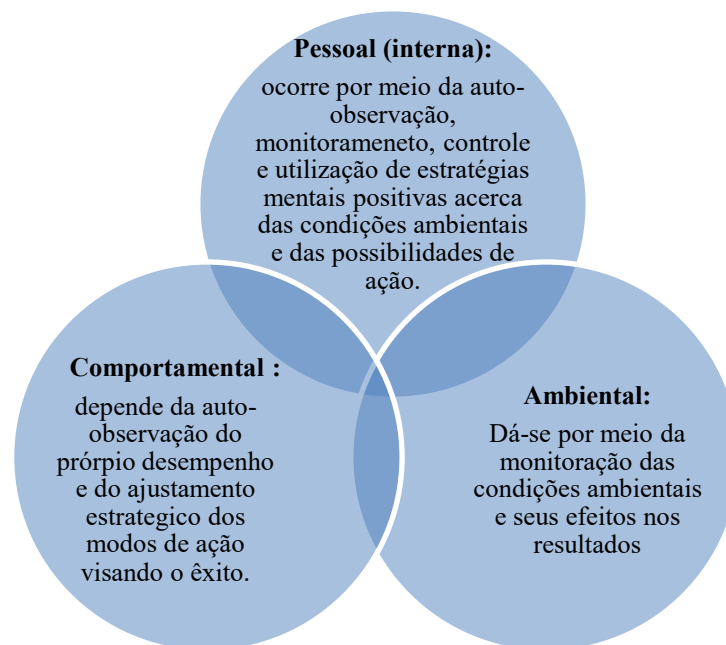 Pessoal (interna):
ocorre por meio da auto-
observação,
monitorameneto, controle
e utilização de estratégias
mentais positivas acerca
das condições ambientais
e das possibilidades de
ação.
Comportamental :
depende da auto-
observação do
prórpio desempenho
e do ajustamento
estrategico dos
modos de ação
visando o êxito.
Ambiental:
Dá-se por meio da
monitoração das
condições ambientais
e seus efeitos nos
resultados